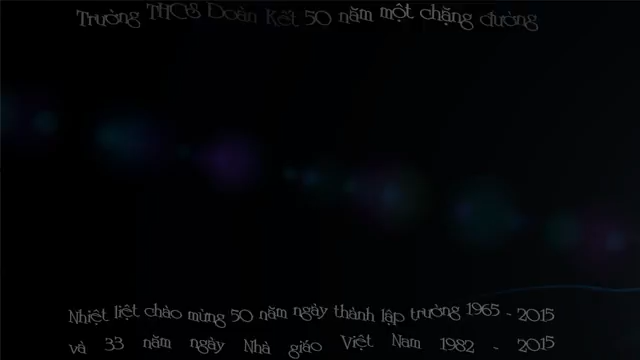 Trường THCS Đoàn Kết 50 năm một chặng đường
Nhiệt liệt chào mừng 50 năm ngày thành lập trường 1965 - 2015
và 33 năm ngày Nhà giáo Việt Nam 1982 - 2015